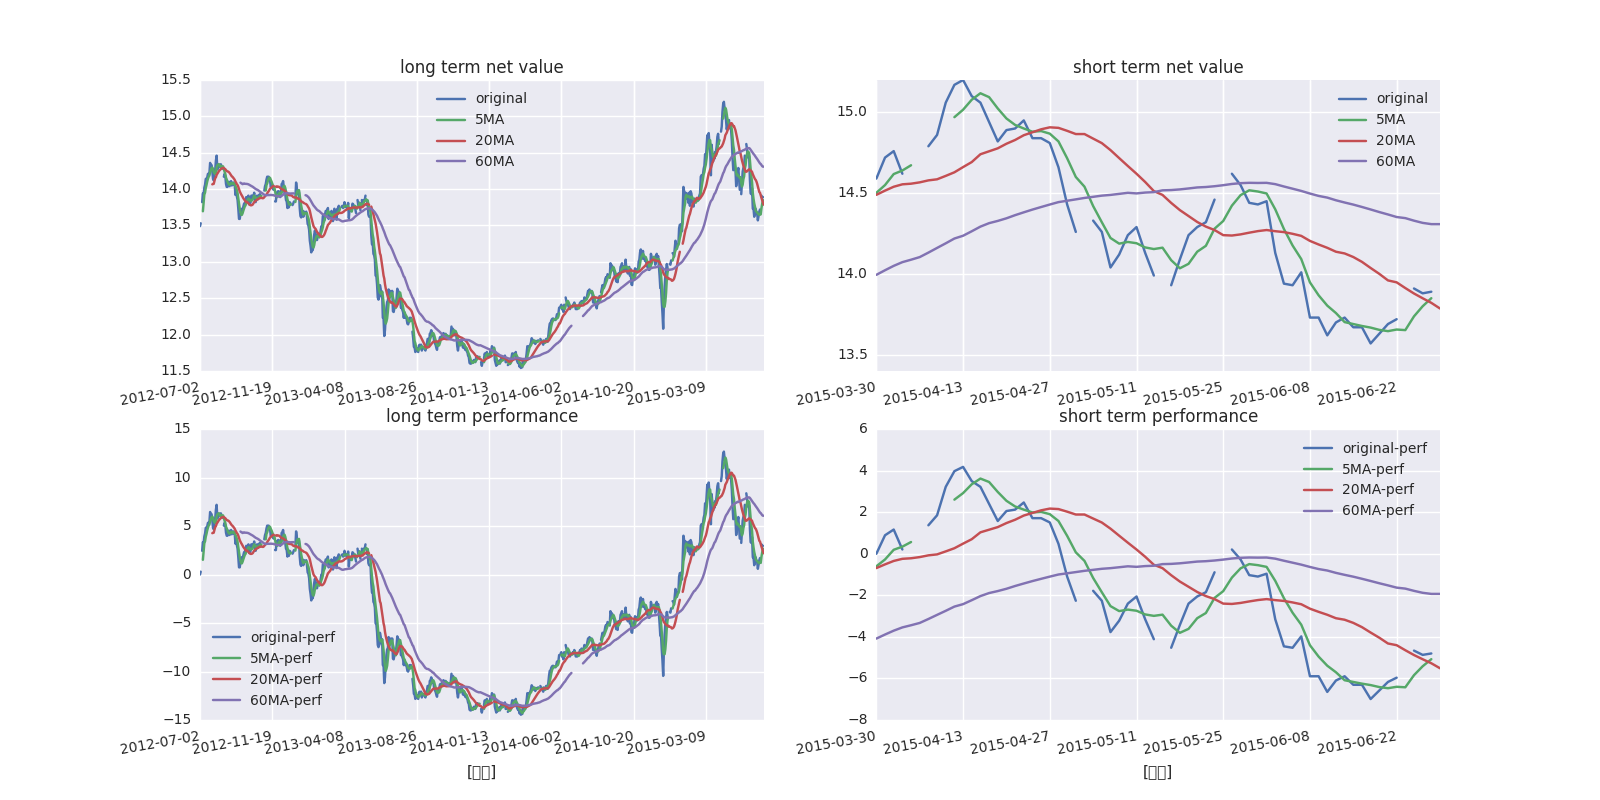 long term net value
15.5
15.0
14.5
14.0
13.5
13.0
12.5
12.0
11.5
original
5MA
20MA
60MA
2012-07-02 2012-11-19 2013-04-08 2013-08-26 2014-01-13 2014-06-02 2014-10-20 2015-03-09
short term net value
15.0
14.5
14.0
13.5
original
5MA
20MA
60MA
2015-03-30 2015-04-13 2015-04-27 2015-05-11 2015-05-25 2015-06-08 2015-06-22
long term performance
15
10
5
0
−5
−10
−15
original-perf
5MA-perf
20MA-perf
60MA-perf
2012-07-02 2012-11-19 2013-04-08 2013-08-26 2014-01-13 2014-06-02 2014-10-20 2015-03-09
short term performance
6
4
2
0
−2
−4
−6
−8
original-perf
5MA-perf
20MA-perf
60MA-perf
2015-03-30 2015-04-13 2015-04-27 2015-05-11 2015-05-25 2015-06-08 2015-06-22